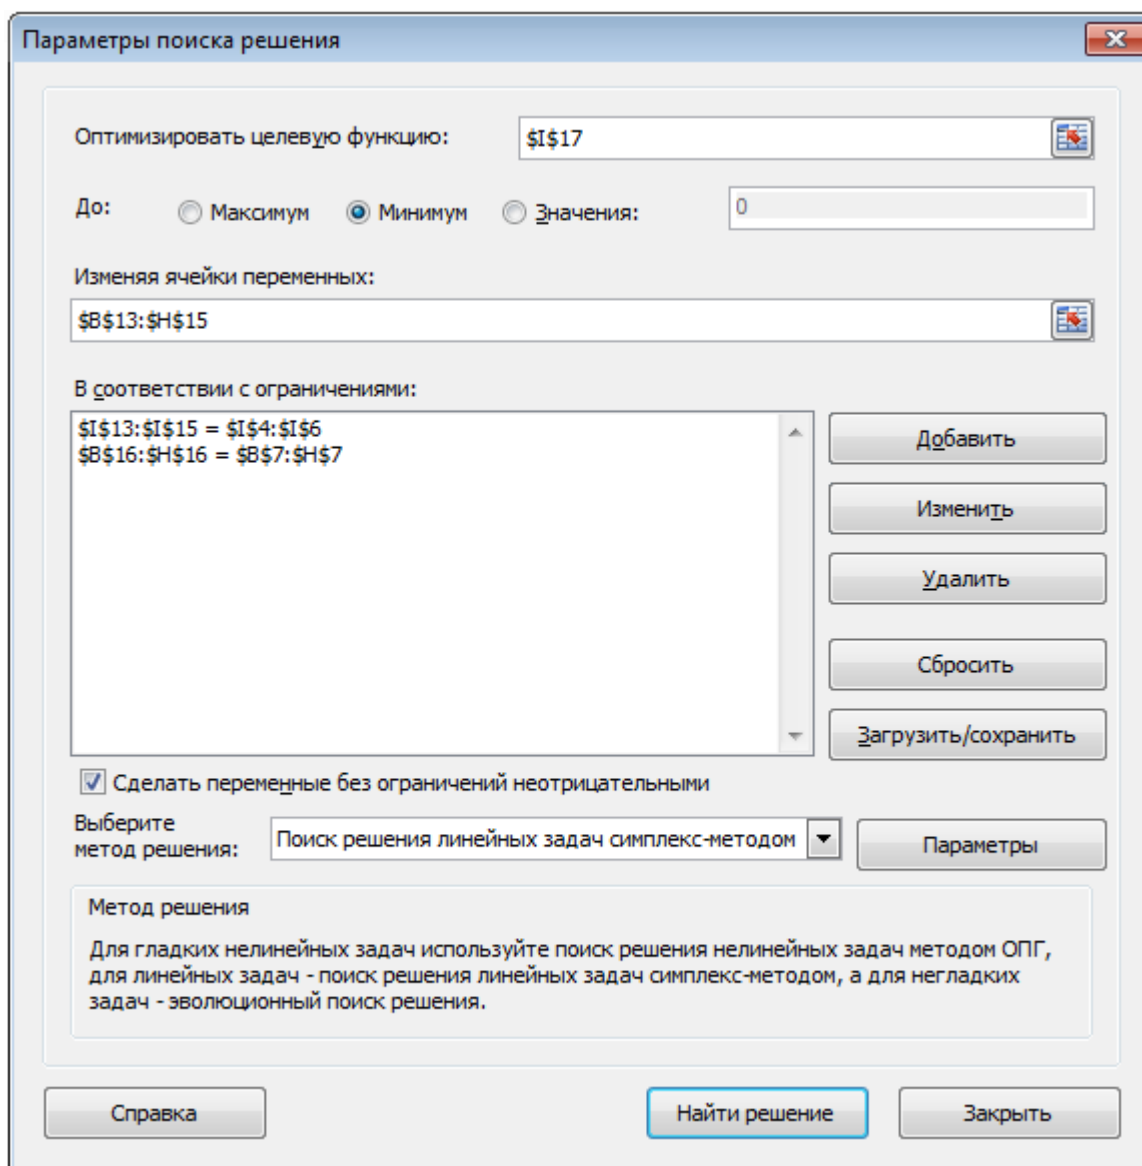 Параметры поиска решения
Оптимизировать целевую функцию: $I$17
До: Максимум Минимум Значения: 0
Изменяя ячейки переменных:
$B$13:$H$15
В соответствии с ограничениями:
$I$13:$I$15 = $I$4:$I$6
$B$16:$H$16 = $B$7:$H$7
Добавить
Изменить
Удалить
Сбросить
Загрузить/сохранить
Сделать переменные без ограничений неотрицательными
Выберите
метод решения:
Поиск решения линейных задач симплекс-методом
Параметры
Метод решения
Для гладких нелинейных задач используйте поиск решения нелинейных задач методом ОПГ,
для линейных задач - поиск решения линейных задач симплекс-методом, а для негладких
задач - эволюционный поиск решения.
Справка
Найти решение
Закрыть